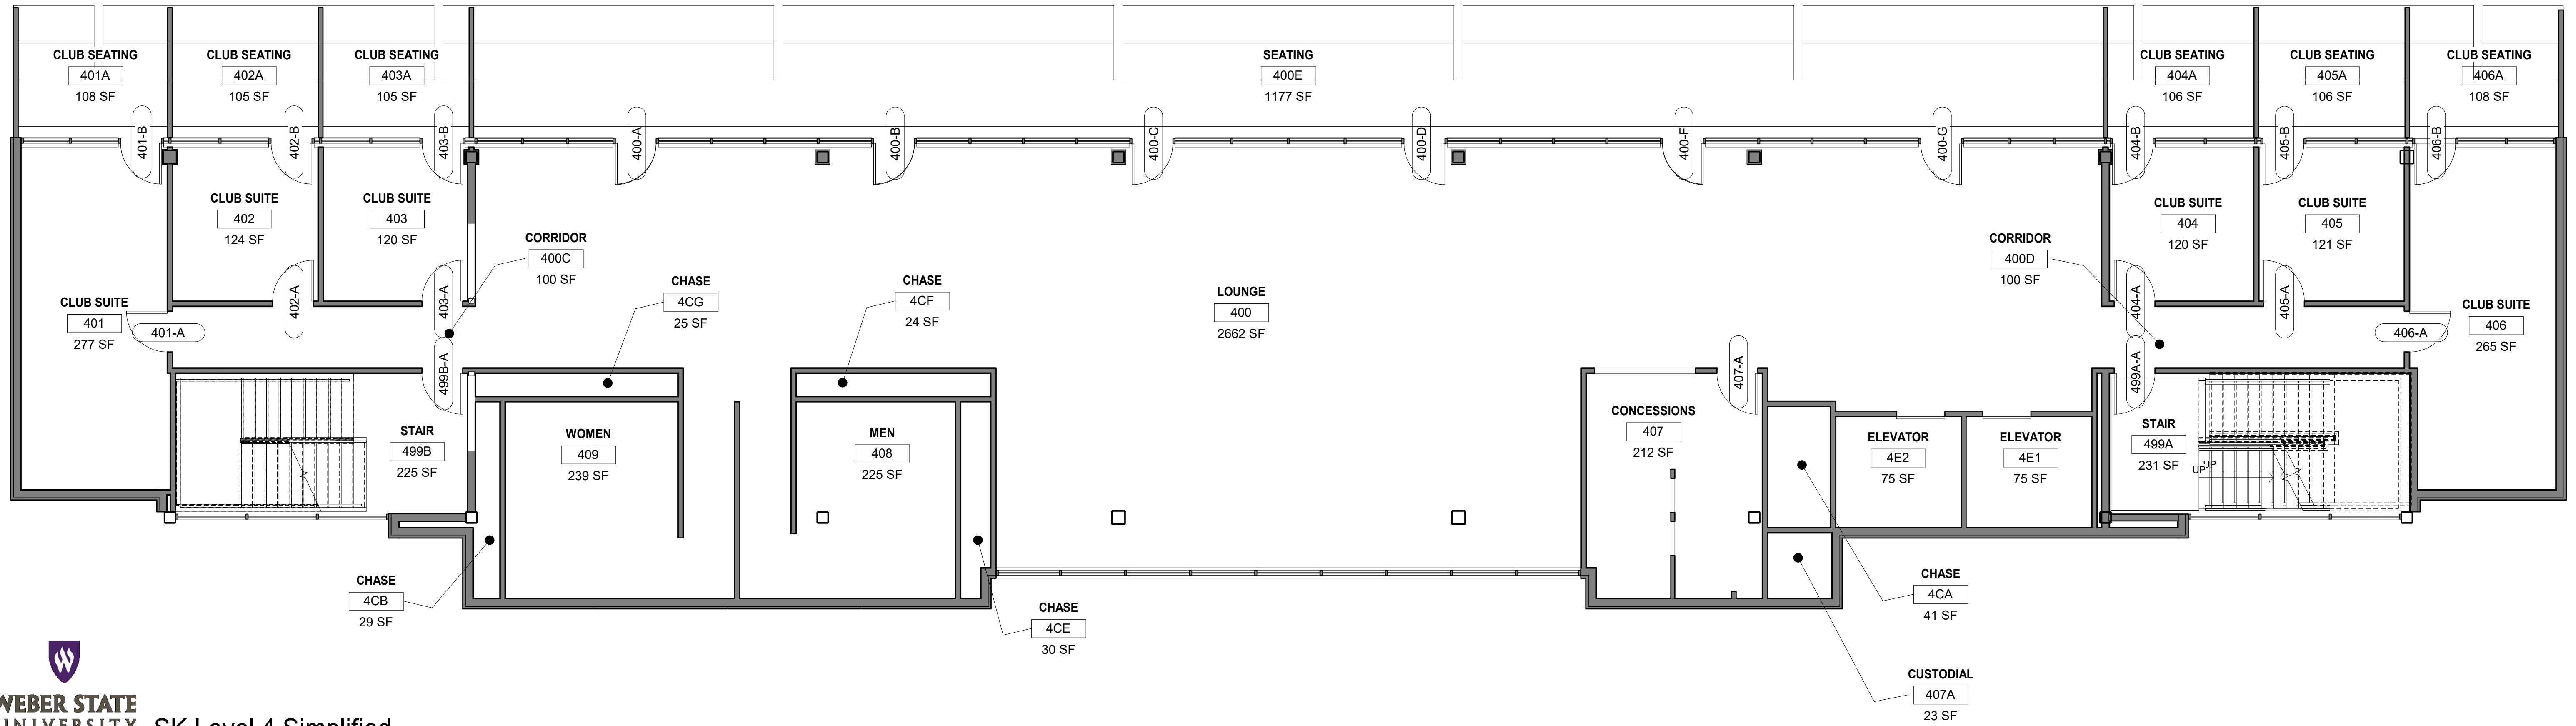 CLUB SEATING
401A
108 SF
CLUB SEATING
402A
105 SF
CLUB SEATING
403A
105 SF
SEATING
400E
1177 SF
CLUB SEATING
404A
106 SF
CLUB SEATING
405A
106 SF
CLUB SEATING
406A
108 SF
401-B
402-B
403-B
400-A
400-B
400-C
400-D
400-F
400-G
404-B
405-B
406-B
CLUB SUITE
402
124 SF
CLUB SUITE
403
120 SF
CLUB SUITE
404
120 SF
CLUB SUITE
405
121 SF
CORRIDOR
400C
100 SF
CORRIDOR
400D
100 SF
CHASE
4CG
25 SF
CHASE
4CF
24 SF
LOUNGE
400
2662 SF
CLUB SUITE
401
277 SF
CLUB SUITE
406
265 SF
401-A
402-A
403-A
499B-A
407-A
404-A
499A-A
405-A
406-A
STAIR
499B
225 SF
WOMEN
409
239 SF
MEN
408
225 SF
CONCESSIONS
407
212 SF
ELEVATOR
4E2
75 SF
ELEVATOR
4E1
75 SF
STAIR
499A
231 SF
UP
UP
CHASE
4CB
29 SF
CHASE
4CE
30 SF
CHASE
4CA
41 SF
CUSTODIAL
407A
23 SF
W
WEBER STATE
UNIVERSITY
SK Level 4 Simplified